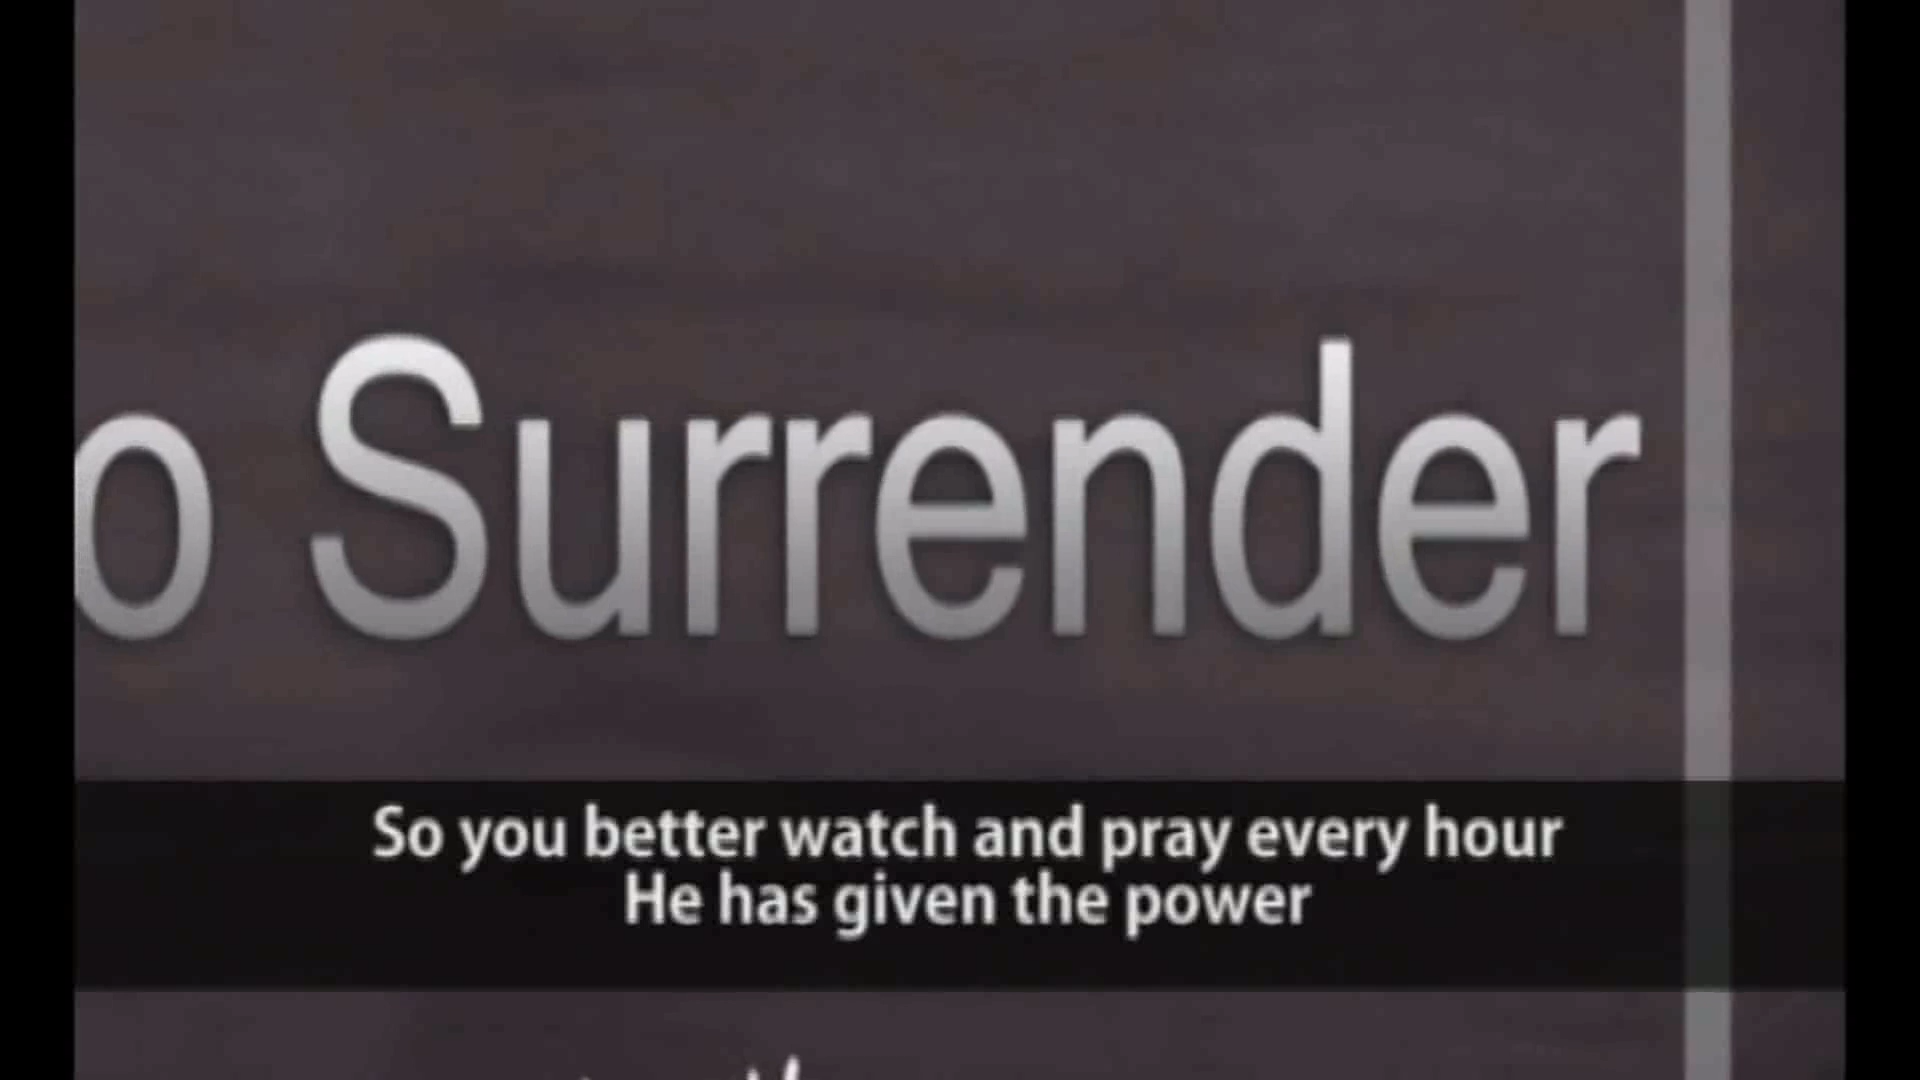 o Surrender
So you better watch and pray every hour
He has given the power